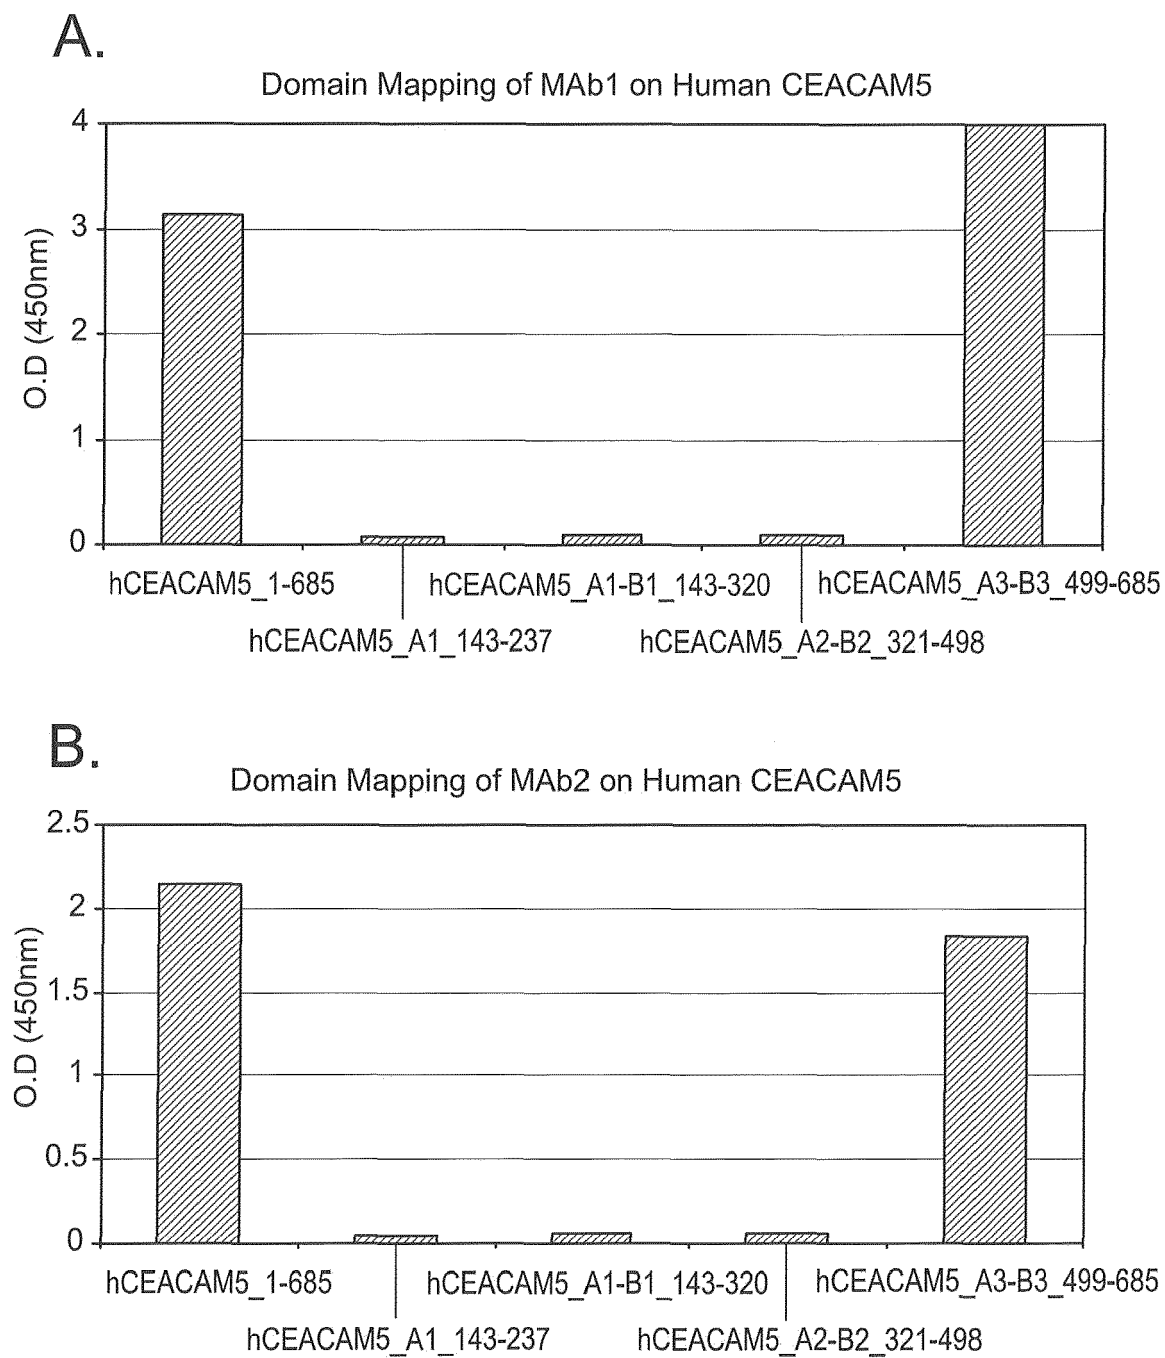 A.
Domain Mapping of MAb1 on Human CEACAM5
4
3
2
1
0
O.D (450nm)
hCEACAM5_1-685
hCEACAM5_A1-B1_143-320
hCEACAM5_A3-B3_499-685
hCEACAM5_A1_143-237
hCEACAM5_A2-B2_321-498
B.
Domain Mapping of MAb2 on Human CEACAM5
2.5
2
1.5
1
0.5
0
O.D (450nm)
hCEACAM5_1-685
hCEACAM5_A1-B1_143-320
hCEACAM5_A3-B3_499-685
hCEACAM5_A1_143-237
hCEACAM5_A2-B2_321-498